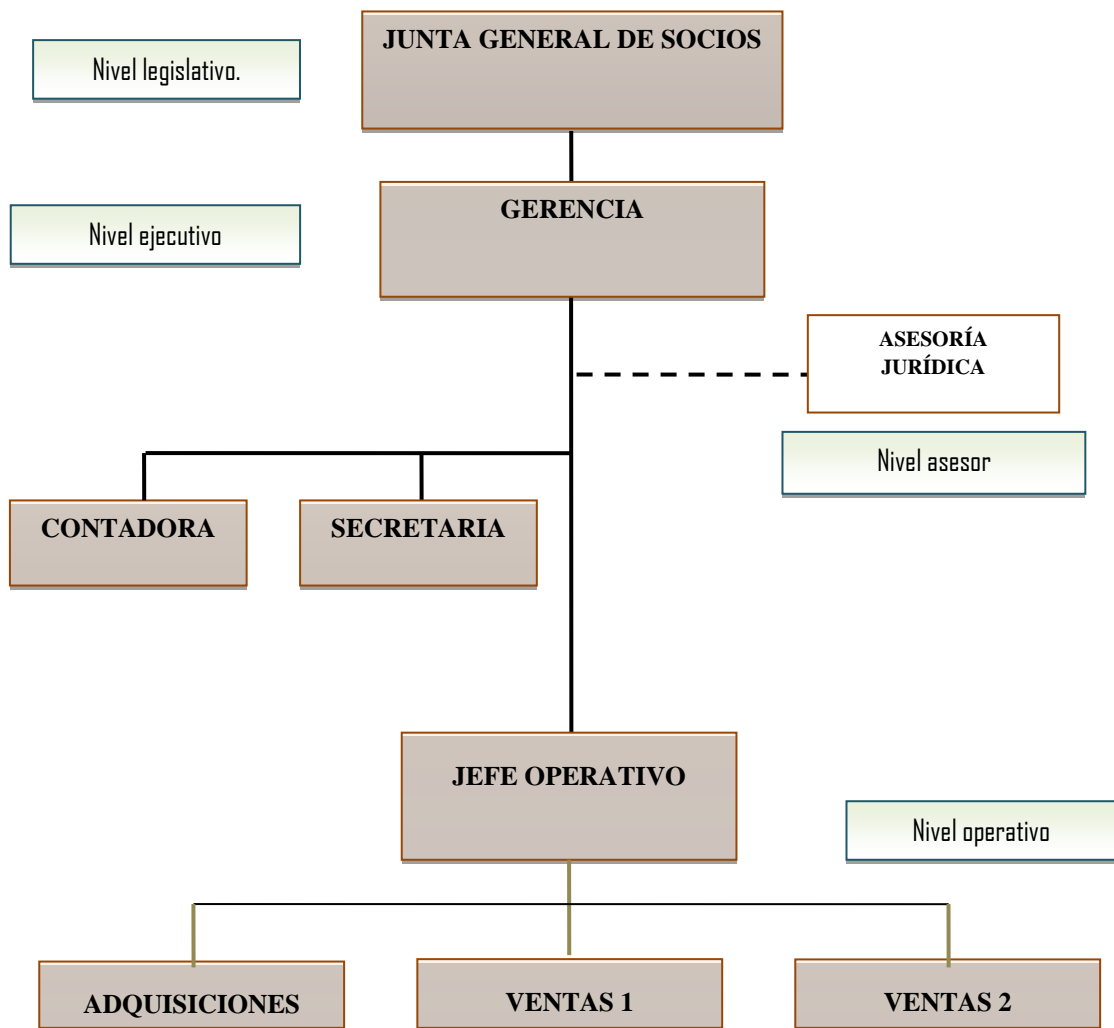 JUNTA GENERAL DE SOCIOS
Nivel legislativo.
GERENCIA
Nivel ejecutivo
ASESORÍA
JURÍDICA
Nivel asesor
CONTADORA
SECRETARIA
JEFE OPERATIVO
Nivel operativo
ADQUISICIONES
VENTAS 1
VENTAS 2